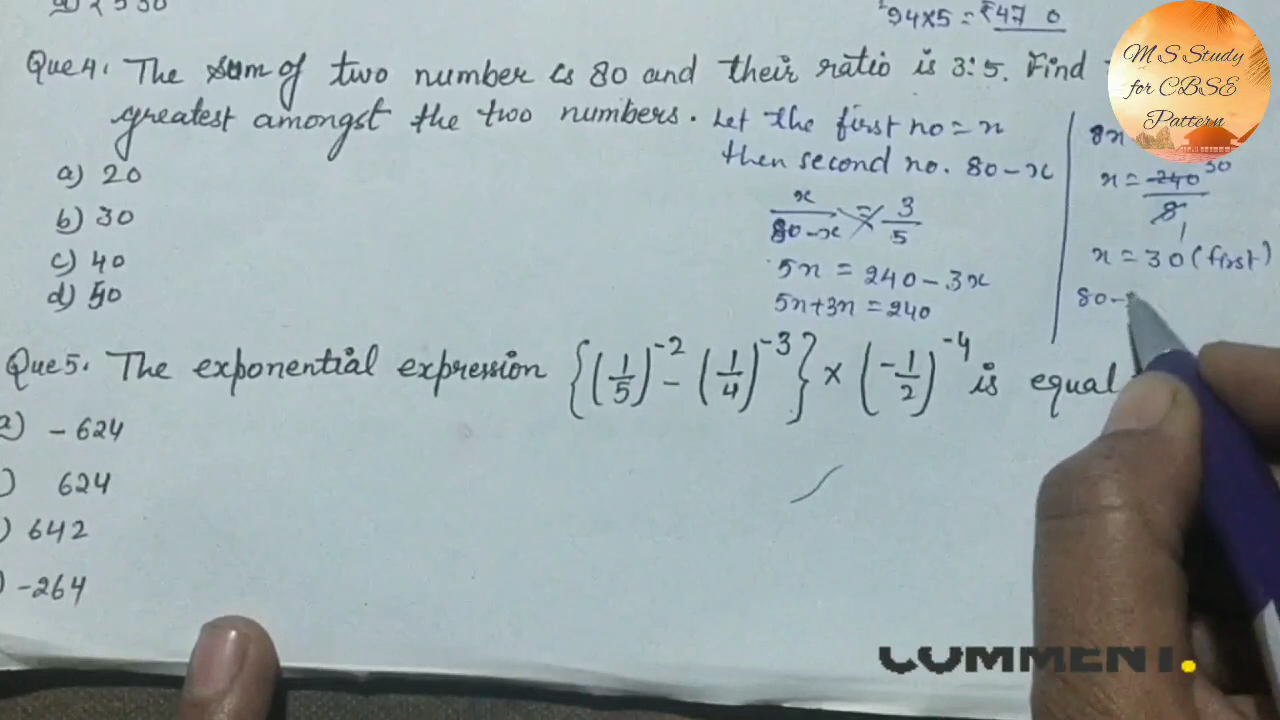 94x5 = ₹47 0
Que4. The sum of two number is 80 and their ratio is 3:5. Find
greatest amongst the two numbers.
a) 20
b) 30
c) 40
d) 50
Let the first no = x
then second no. 80-x
x/80-x = 3/5
5x = 240-3x
5x+3x = 240
8x
x = 240 30/8 1
x = 30 (first)
80-
Que5. The exponential expression {(1/5)^-2 - (1/4)^-3} × (-1/2)^-4 is equal
a) -624
) 624
) 642
) -264
M S Study
for CBSE
Pattern
COMMENT.